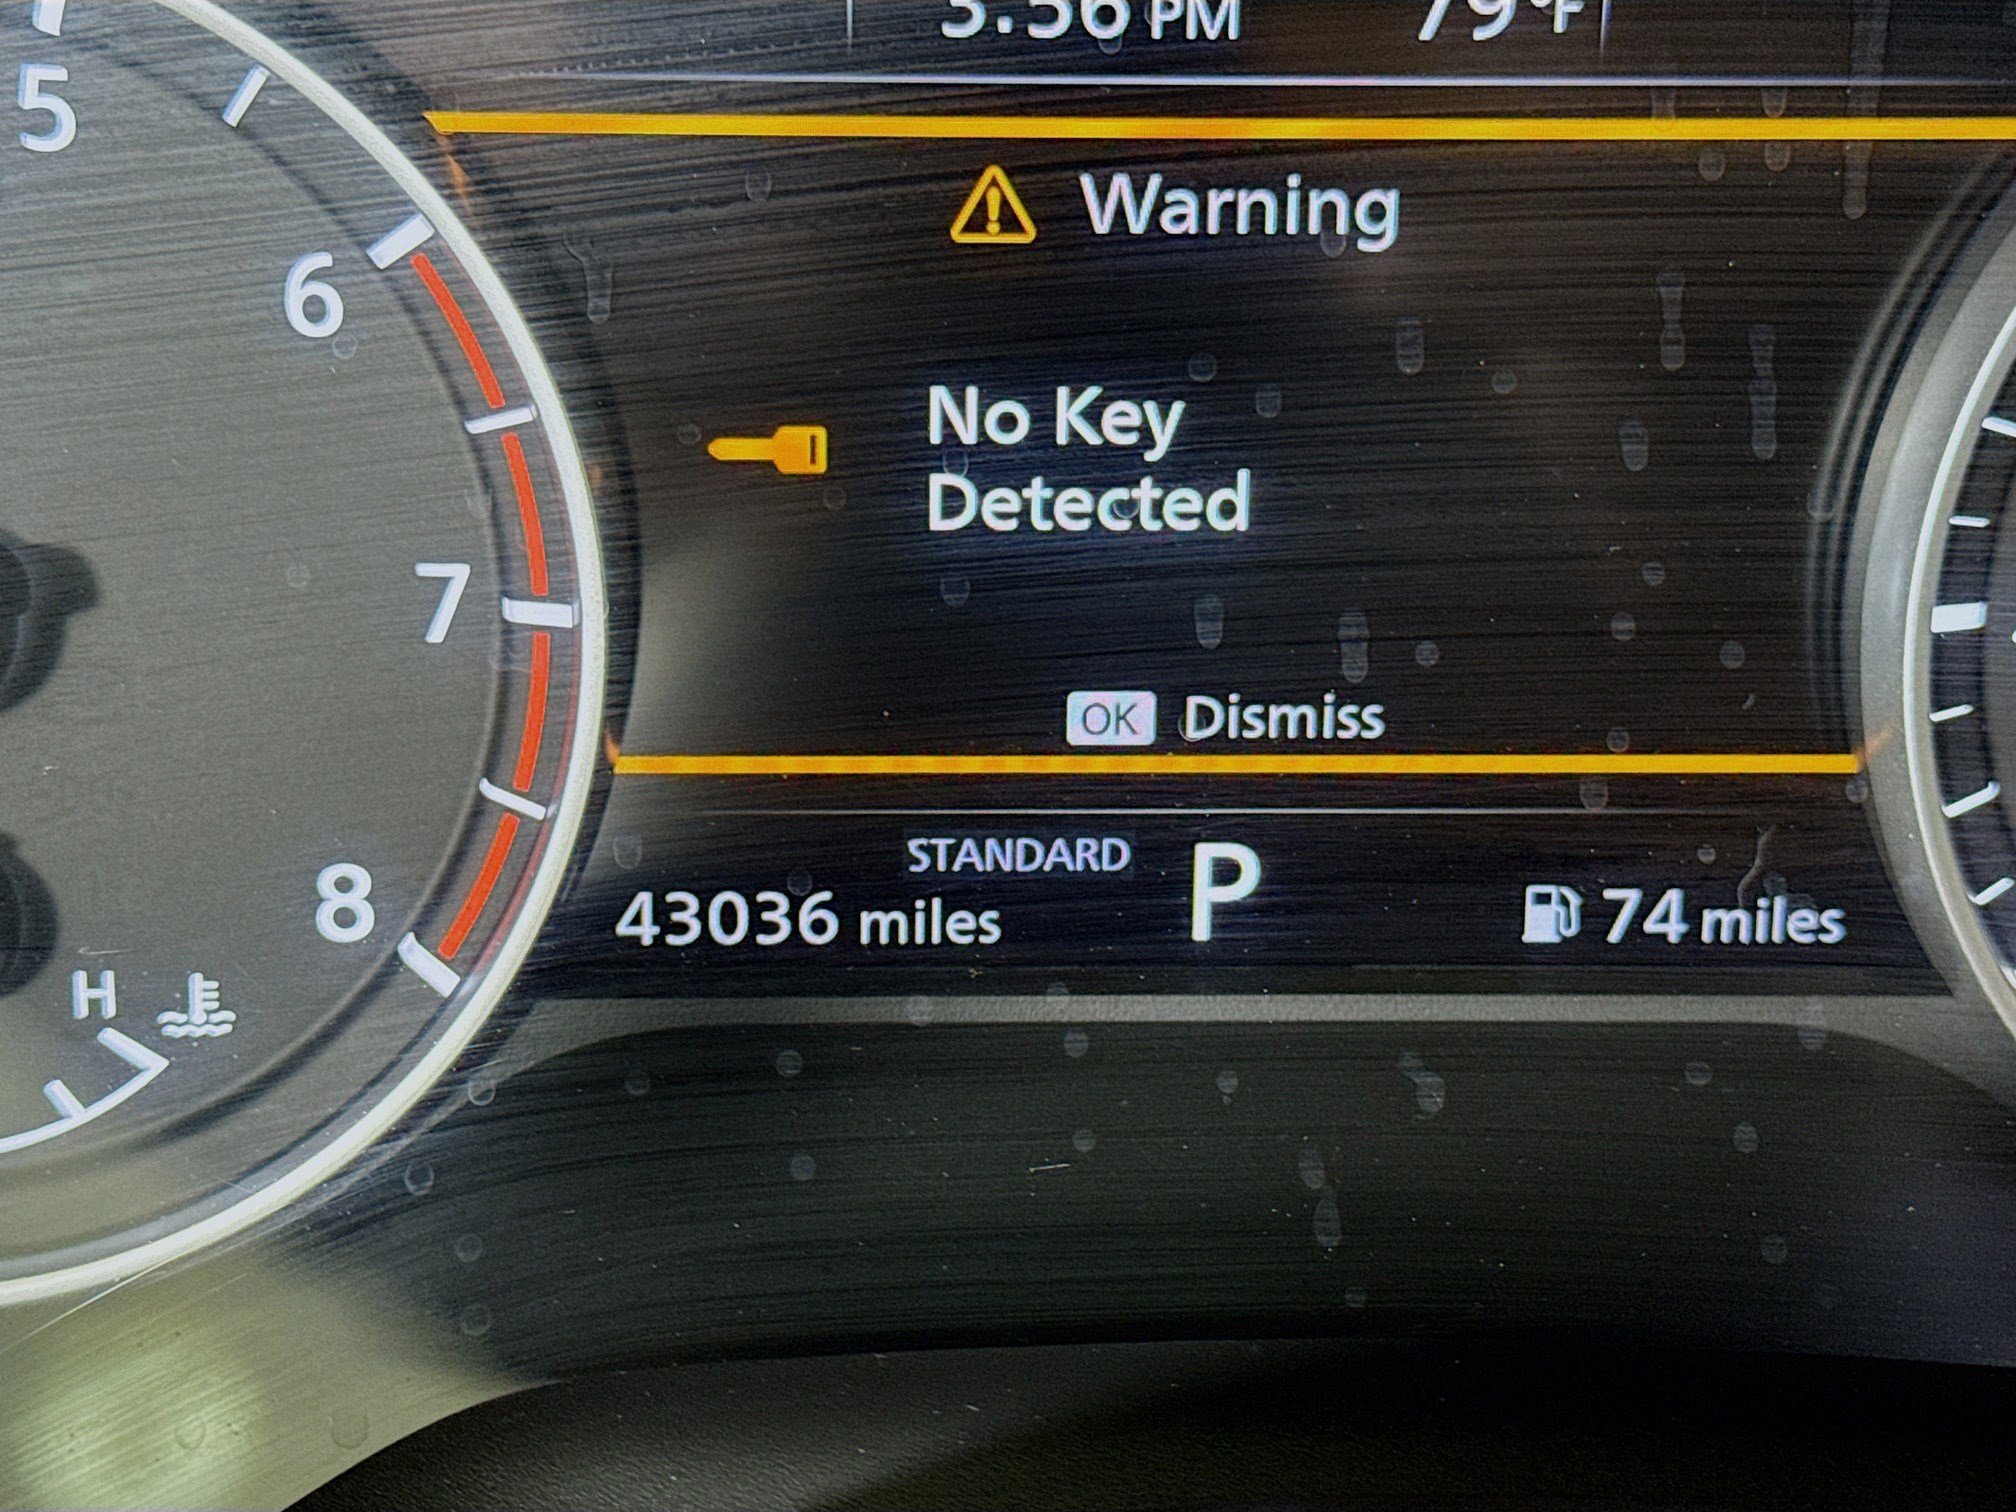 3:56 PM 79°F
5
Warning
6
No Key
Detected
7
OK Dismiss
STANDARD
8
43036 miles P 74 miles
H